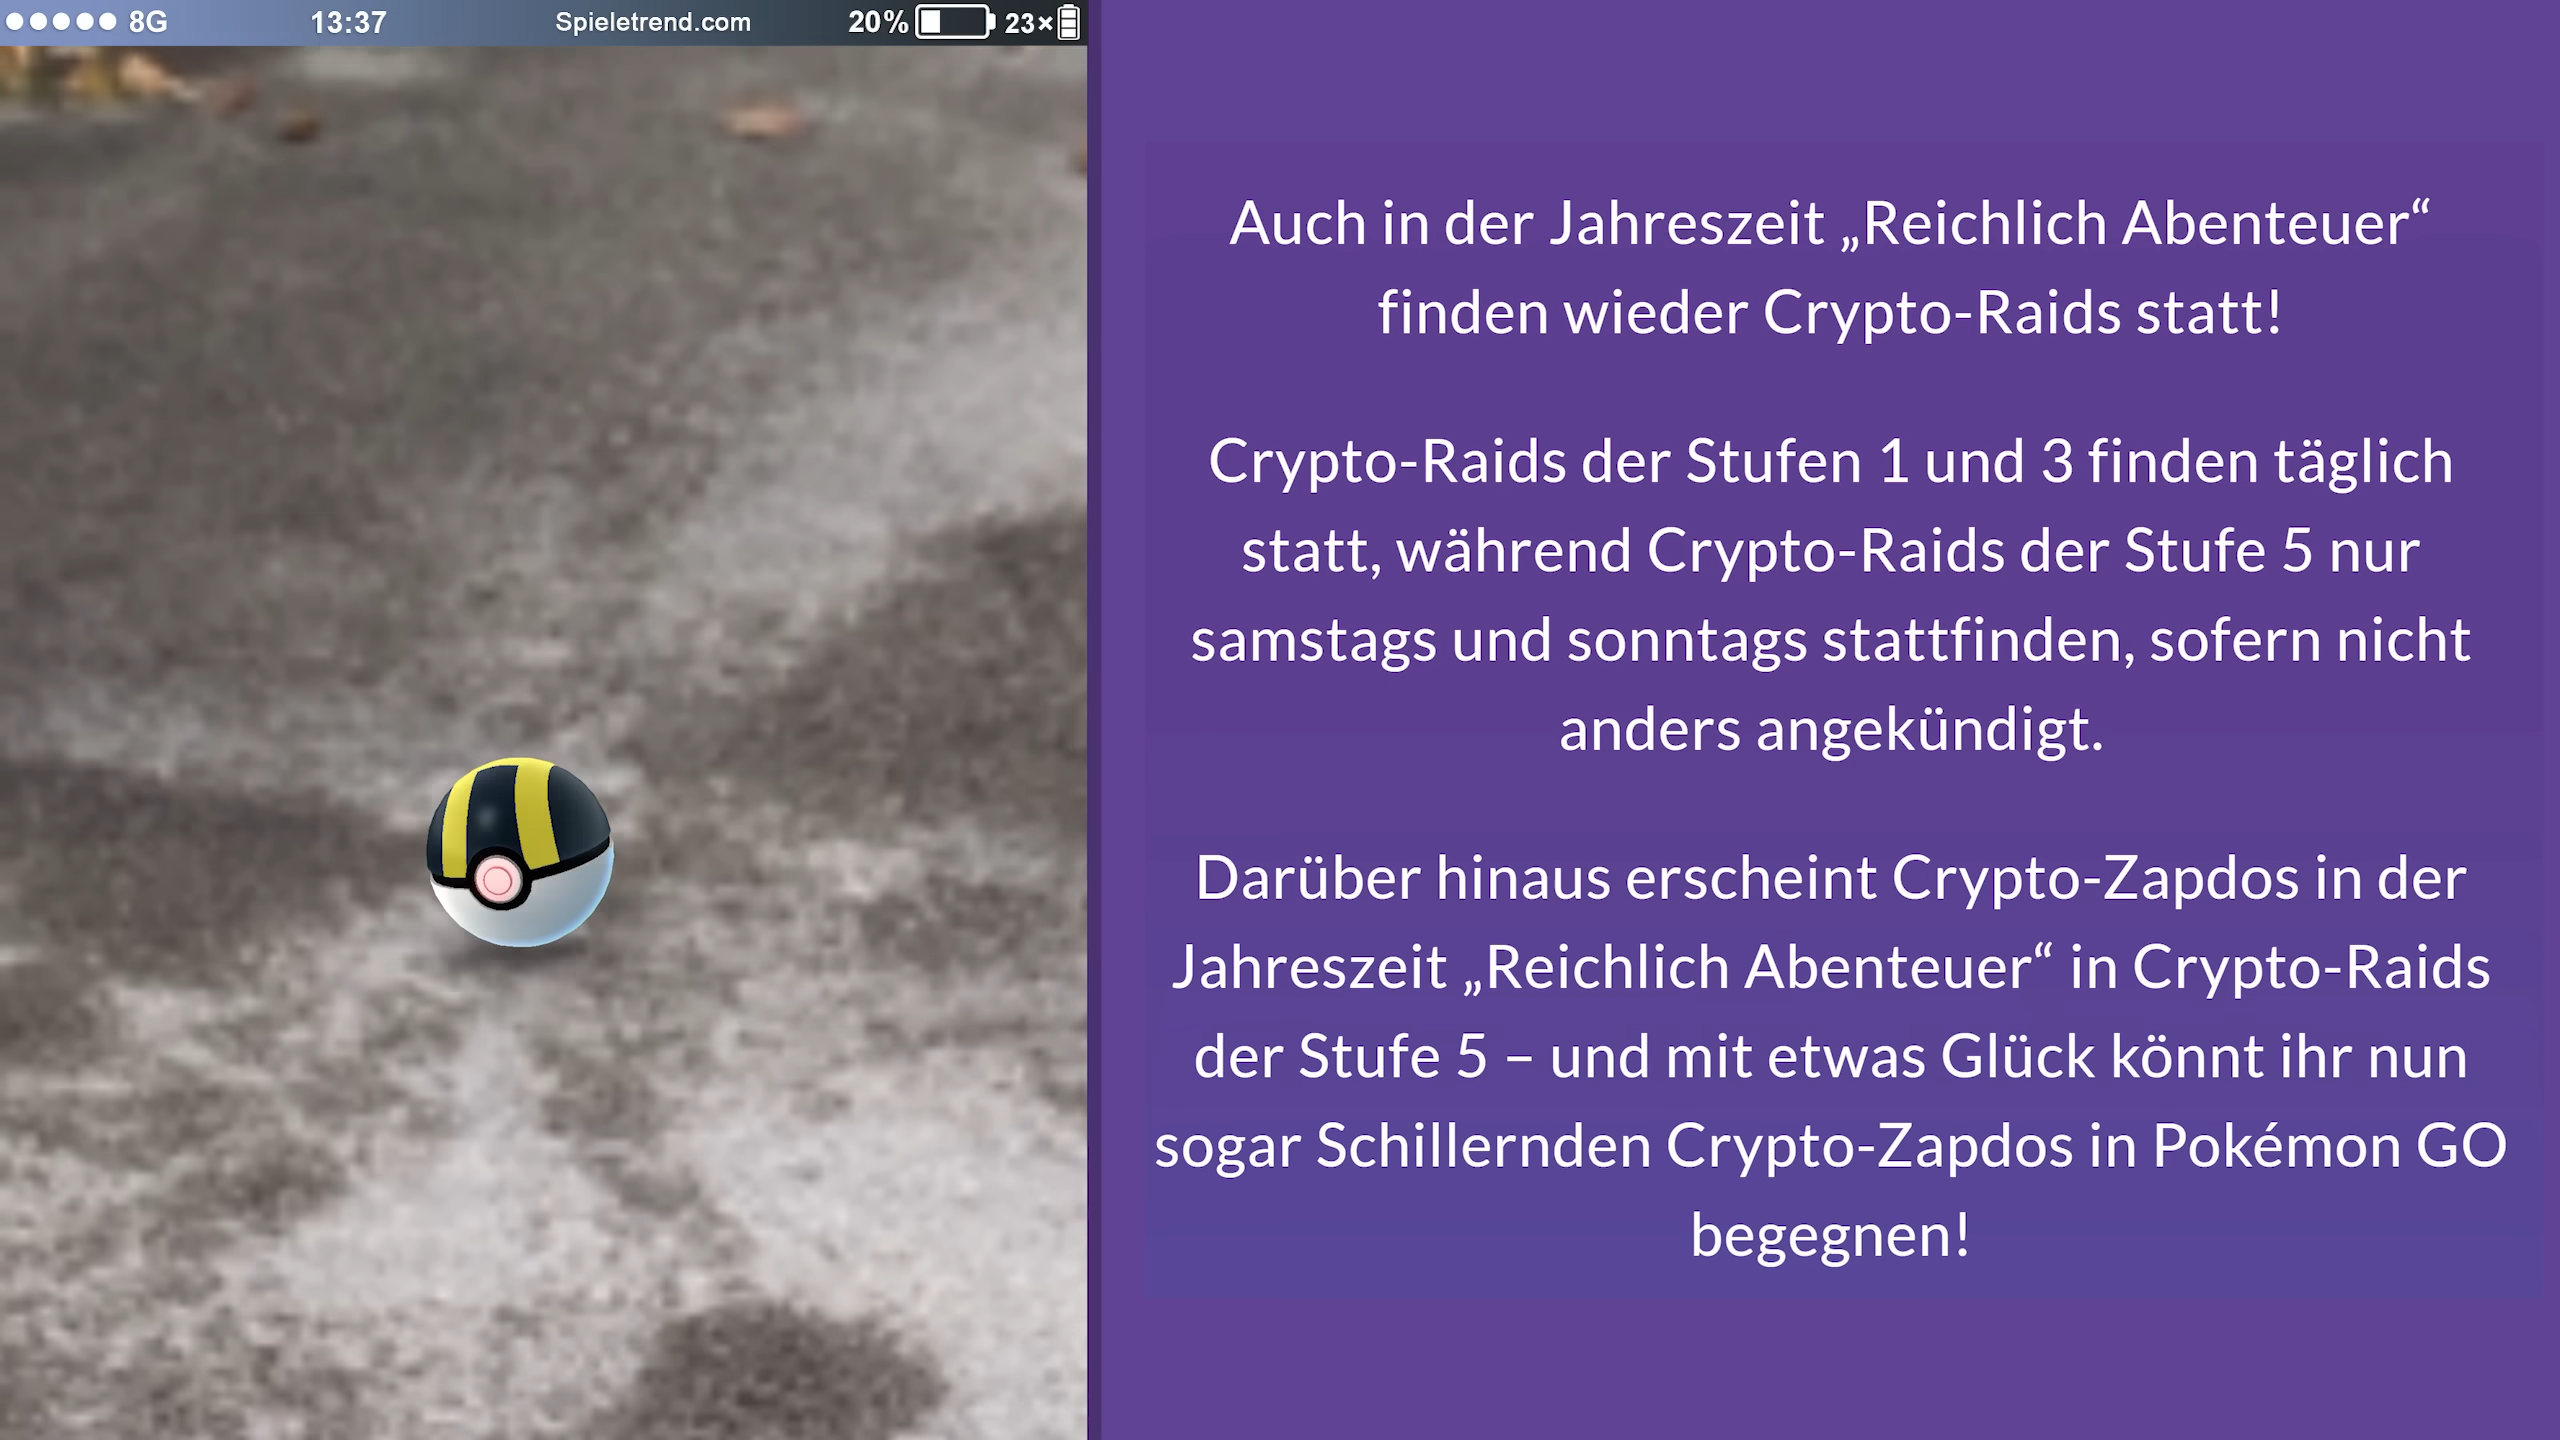 8G 13:37 Spieletrend.com 20% 23×
Auch in der Jahreszeit „Reichlich Abenteuer“
finden wieder Crypto-Raids statt!
Crypto-Raids der Stufen 1 und 3 finden täglich
statt, während Crypto-Raids der Stufe 5 nur
samstags und sonntags stattfinden, sofern nicht
anders angekündigt.
Darüber hinaus erscheint Crypto-Zapdos in der
Jahreszeit „Reichlich Abenteuer“ in Crypto-Raids
der Stufe 5 – und mit etwas Glück könnt ihr nun
sogar Schillernden Crypto-Zapdos in Pokémon GO
begegnen!